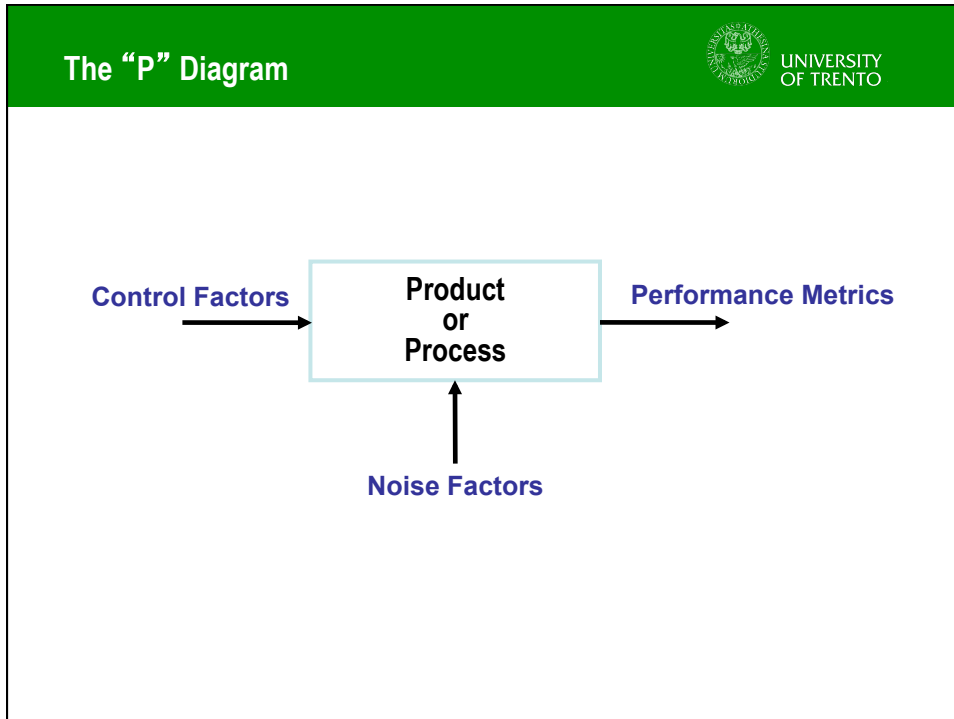 The “P” Diagram
UNIVERSITY
OF TRENTO
Control Factors
Product
or
Process
Performance Metrics
Noise Factors